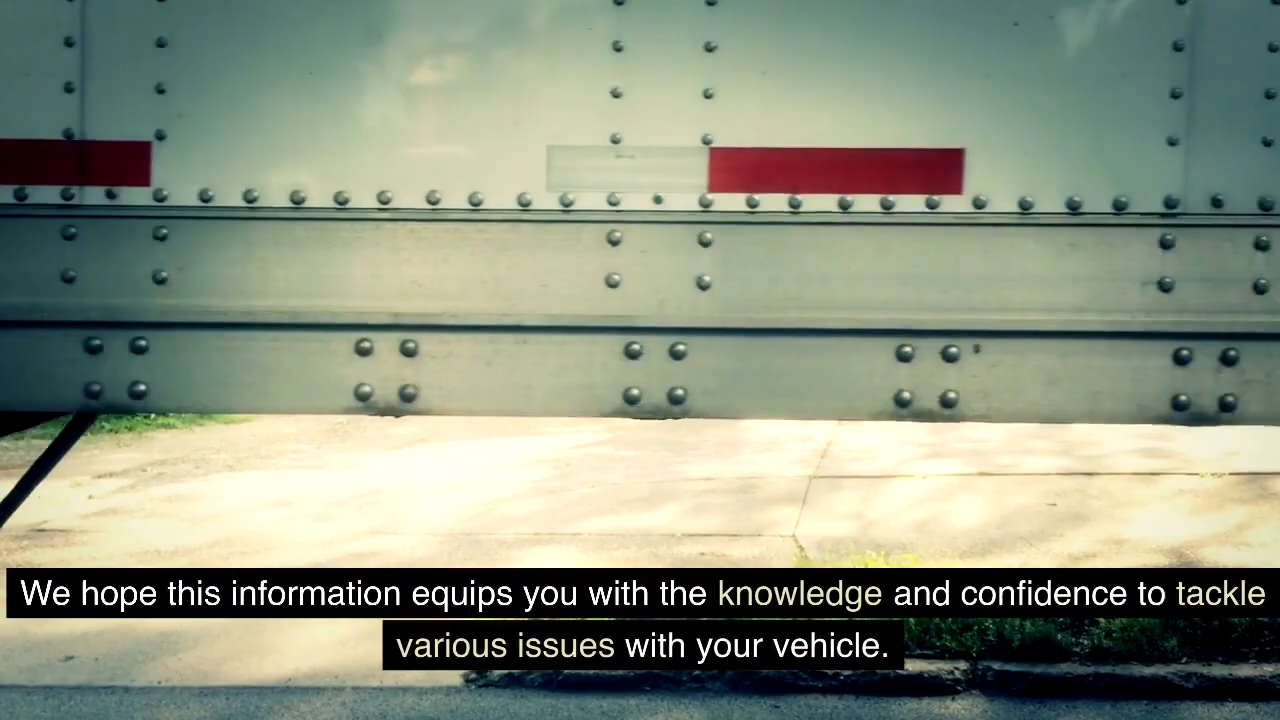 We hope this information equips you with the knowledge and confidence to tackle
various issues with your vehicle.